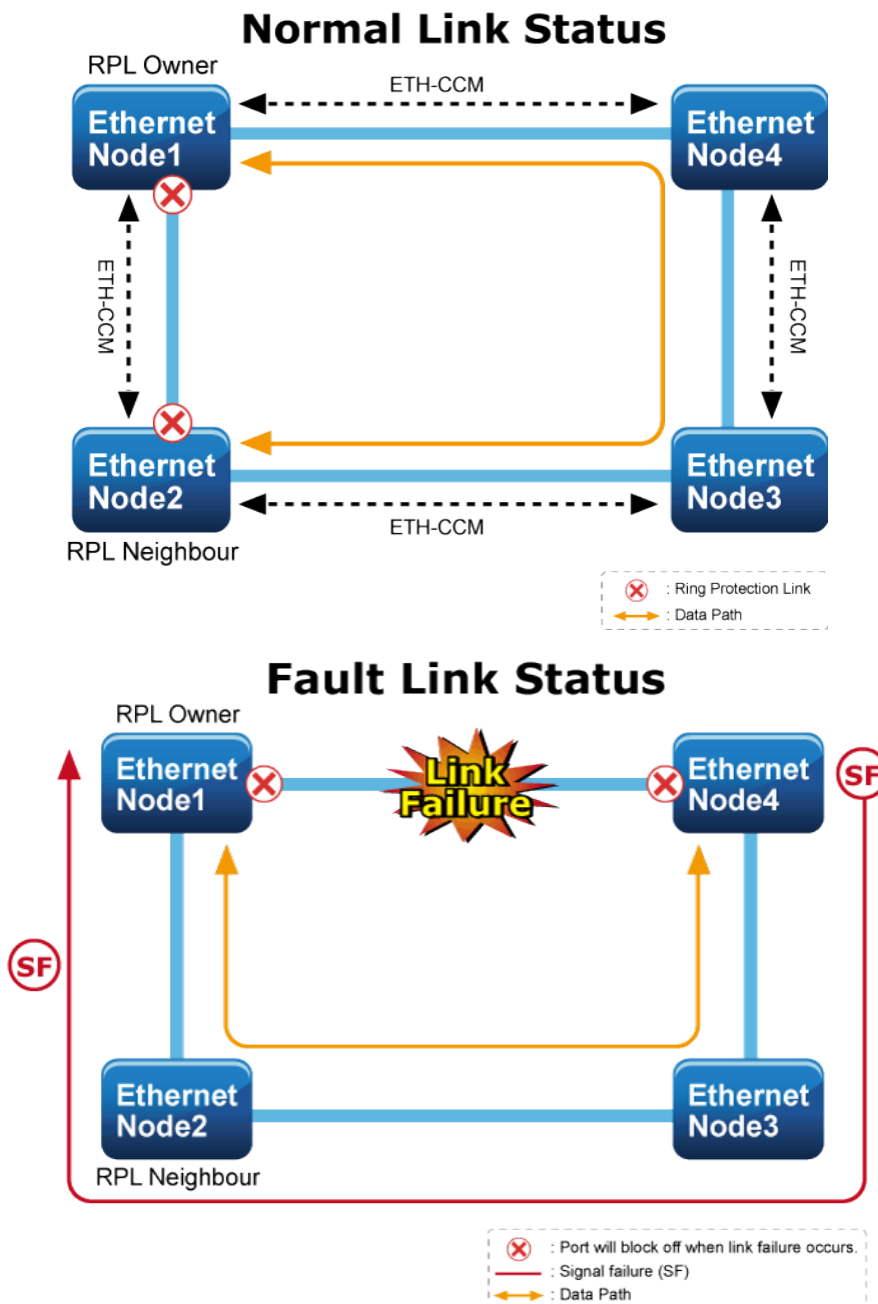 Normal Link Status
RPL Owner
ETH-CCM
Ethernet
Node1
Ethernet
Node4
ETH-CCM
ETH-CCM
Ethernet
Node2
Ethernet
Node3
ETH-CCM
RPL Neighbour
: Ring Protection Link
: Data Path
Fault Link Status
RPL Owner
Ethernet
Node1
Link
Failure
Ethernet
Node4
SF
SF
Ethernet
Node2
Ethernet
Node3
RPL Neighbour
: Port will block off when link failure occurs.
: Signal failure (SF)
: Data Path